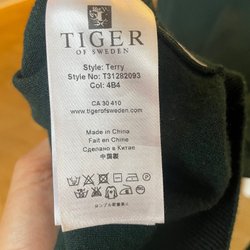 TIGER
OF SWEDEN
Style: Terry
Style No: T31282093
Col: 4B4
CA 30 410
www.tigerofsweden.com
Made in China
Fait en Chine
Сделано в Китае
中国製